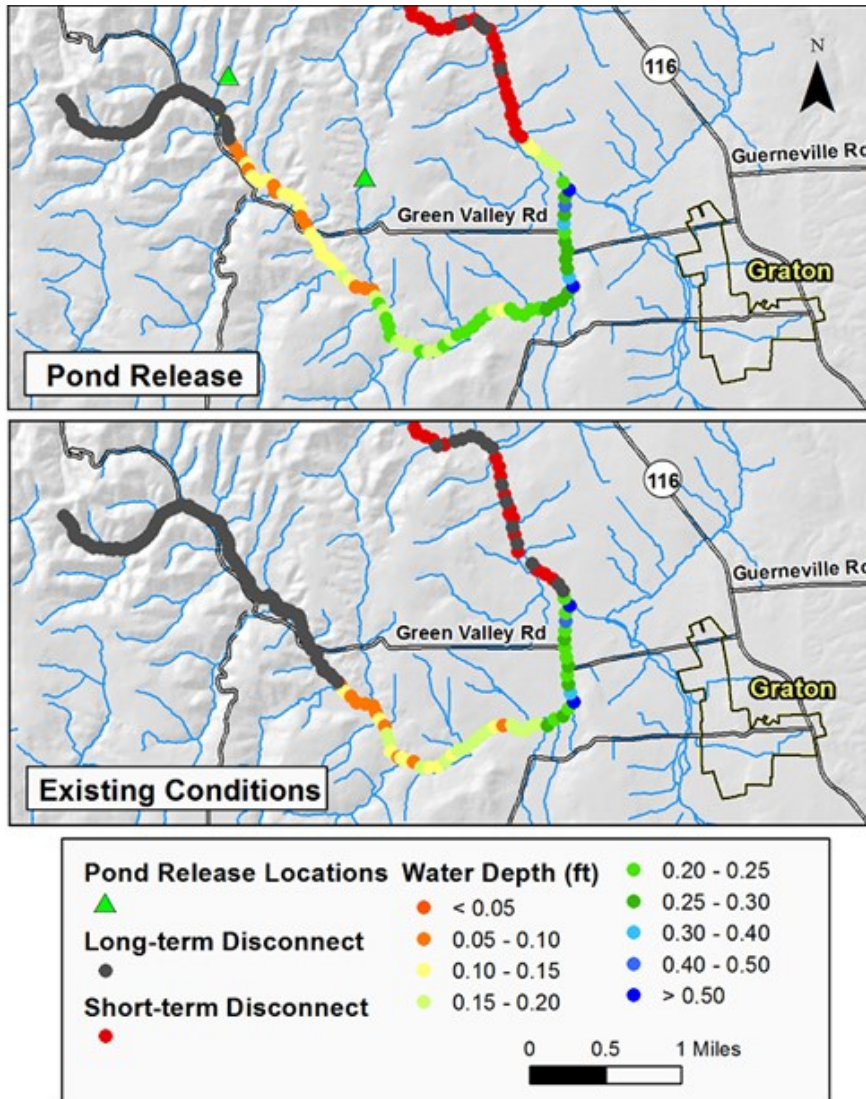 N
116
Guerneville Rd
Green Valley Rd
Graton
Pond Release
116
Guerneville Rd
Green Valley Rd
Graton
Existing Conditions
Pond Release Locations
Long-term Disconnect
Short-term Disconnect
Water Depth (ft)
< 0.05
0.05 - 0.10
0.10 - 0.15
0.15 - 0.20
0.20 - 0.25
0.25 - 0.30
0.30 - 0.40
0.40 - 0.50
> 0.50
0 0.5 1 Miles